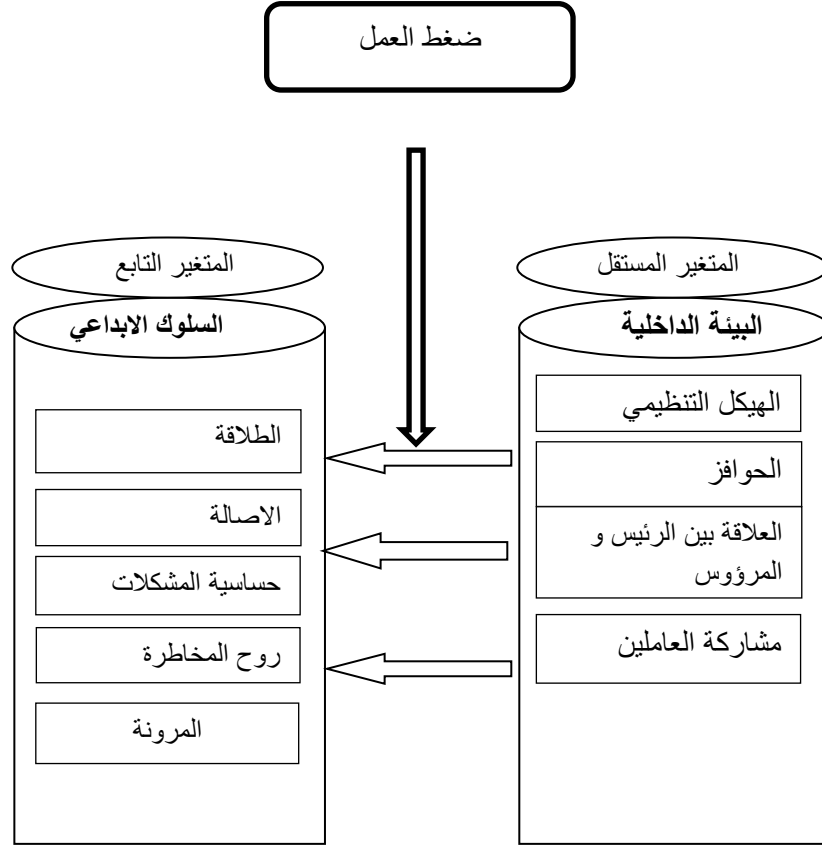 ضغط العمل
المتغير المستقل
البيئة الداخلية
الهيكل التنظيمي
الحوافز
العلاقة بين الرئيس و
المرؤوس
مشاركة العاملين
المتغير التابع
السلوك الابداعي
الطلاقة
الاصالة
حساسية المشكلات
روح المخاطرة
المرونة